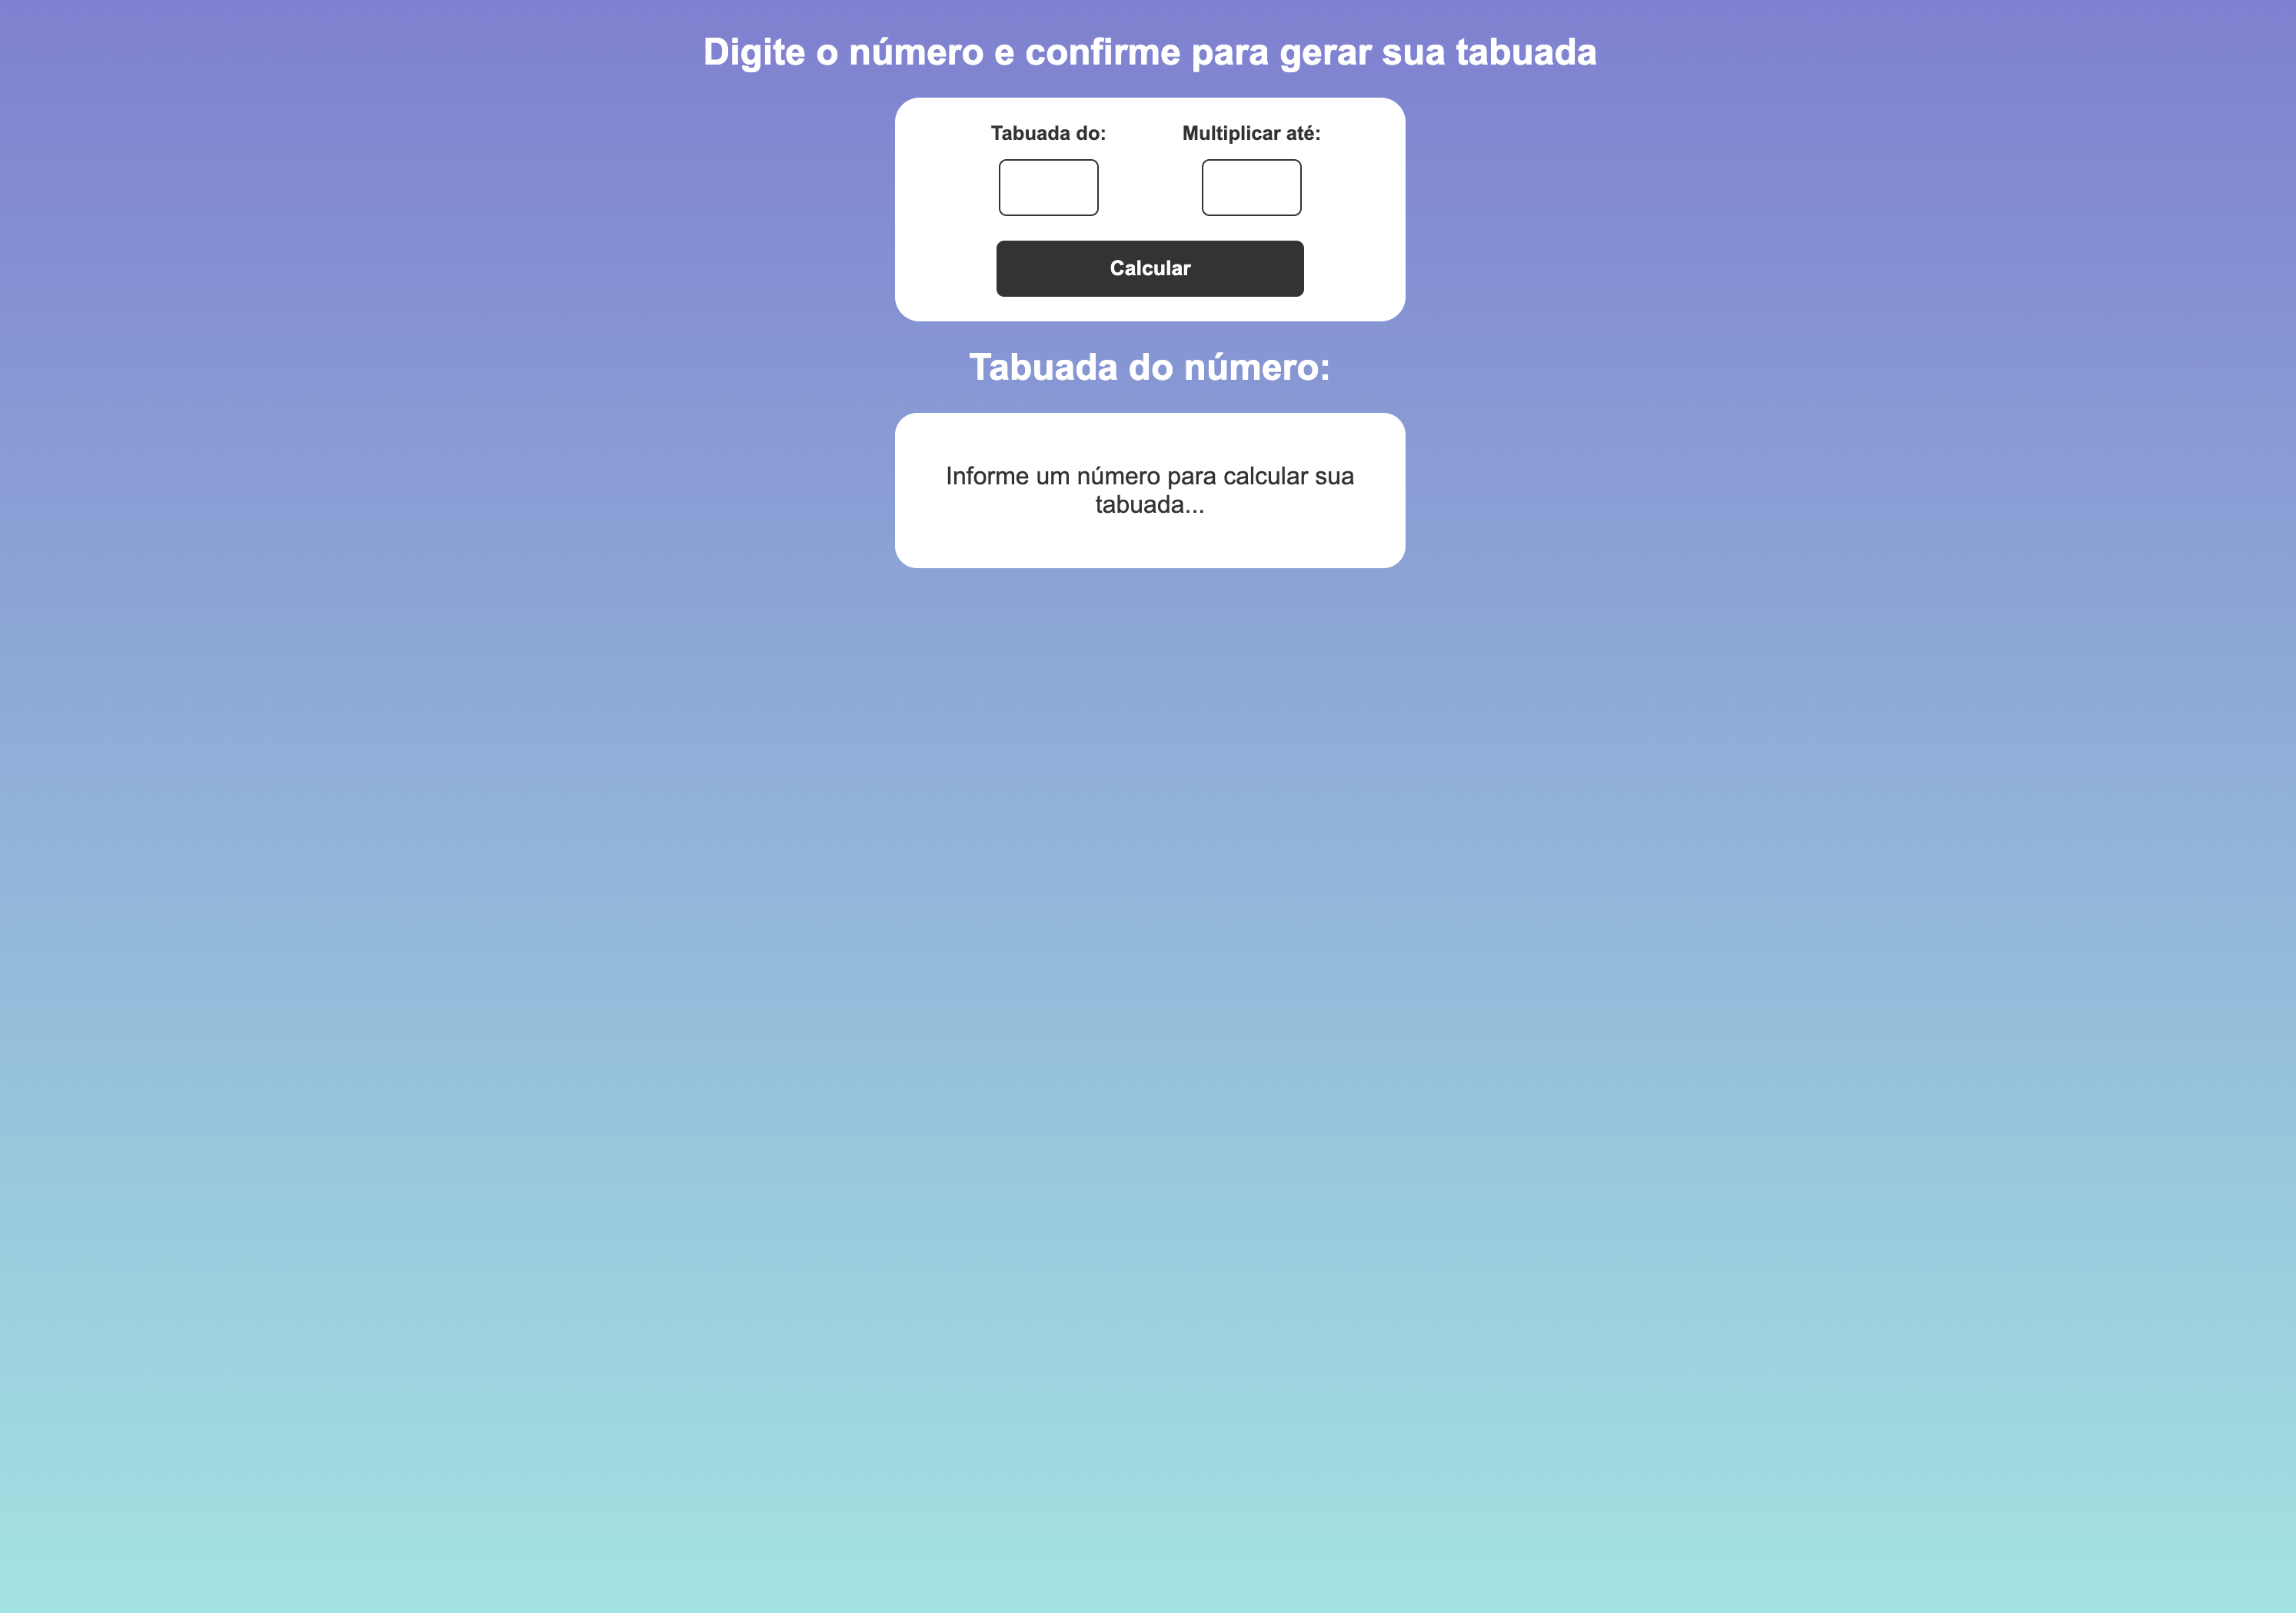 Digite o número e confirme para gerar sua tabuada
Tabuada do:
Multiplicar até:
Calcular
Tabuada do número:
Informe um número para calcular sua
tabuada...